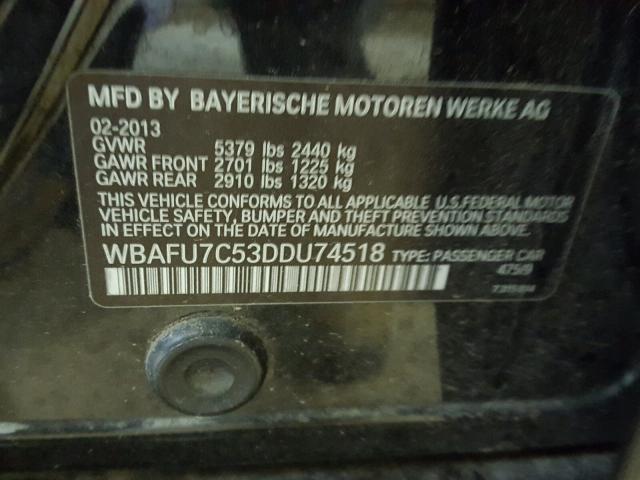 MFD BY BAYERISCHE MOTOREN WERKE AG
02-2013
GVWR 5379 lbs 2440 kg
GAWR FRONT 2701 lbs 1225 kg
GAWR REAR 2910 lbs 1320 kg
THIS VEHICLE CONFORMS TO ALL APPLICABLE U.S. FEDERAL MOTOR
VEHICLE SAFETY, BUMPER AND THEFT PREVENTION STANDARDS
IN EFFECT ON THE DATE OF MANUFACTURE SHOWN ABOVE.
WBAFU7C53DDU74518 TYPE: PASSENGER CAR
475/9